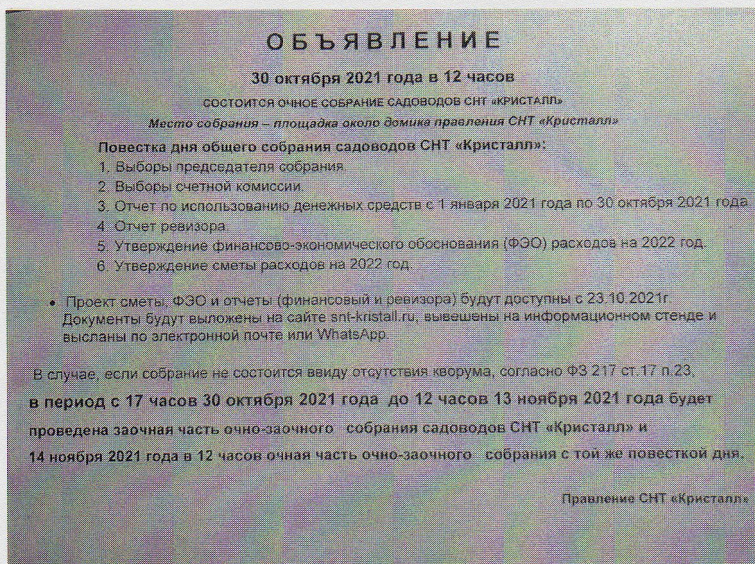 ОБЪЯВЛЕНИЕ
30 октября 2021 года в 12 часов
СОСТОИТСЯ ОЧНОЕ СОБРАНИЕ САДОВОДОВ СНТ «КРИСТАЛЛ»
Место собрания – площадка около домика правления СНТ «Кристалл»
Повестка дня общего собрания садоводов СНТ «Кристалл»:
1. Выборы председателя собрания.
2. Выборы счетной комиссии.
3. Отчет по использованию денежных средств с 1 января 2021 года по 30 октября 2021 года.
4. Отчет ревизора.
5. Утверждение финансово-экономического обоснования (ФЭО) расходов на 2022 год.
6. Утверждение сметы расходов на 2022 год.
• Проект сметы, ФЭО и отчеты (финансовый и ревизора) будут доступны с 23.10.2021г.
Документы будут выложены на сайте snt-kristall.ru, вывешены на информационном стенде и
высланы по электронной почте или WhatsApp.
В случае, если собрание не состоится ввиду отсутствия кворума, согласно ФЗ 217 ст.17 п.23,
в период с 17 часов 30 октября 2021 года до 12 часов 13 ноября 2021 года будет
проведена заочная часть очно-заочного собрания садоводов СНТ «Кристалл» и
14 ноября 2021 года в 12 часов очная часть очно-заочного собрания с той же повесткой дня.
Правление СНТ «Кристалл»